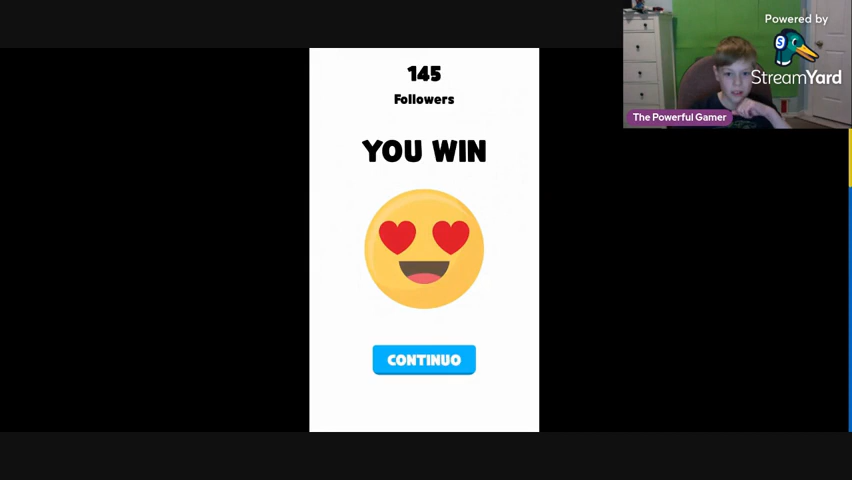 145
Followers
YOU WIN
CONTINUO
Powered by
S
StreamYard
The Powerful Gamer